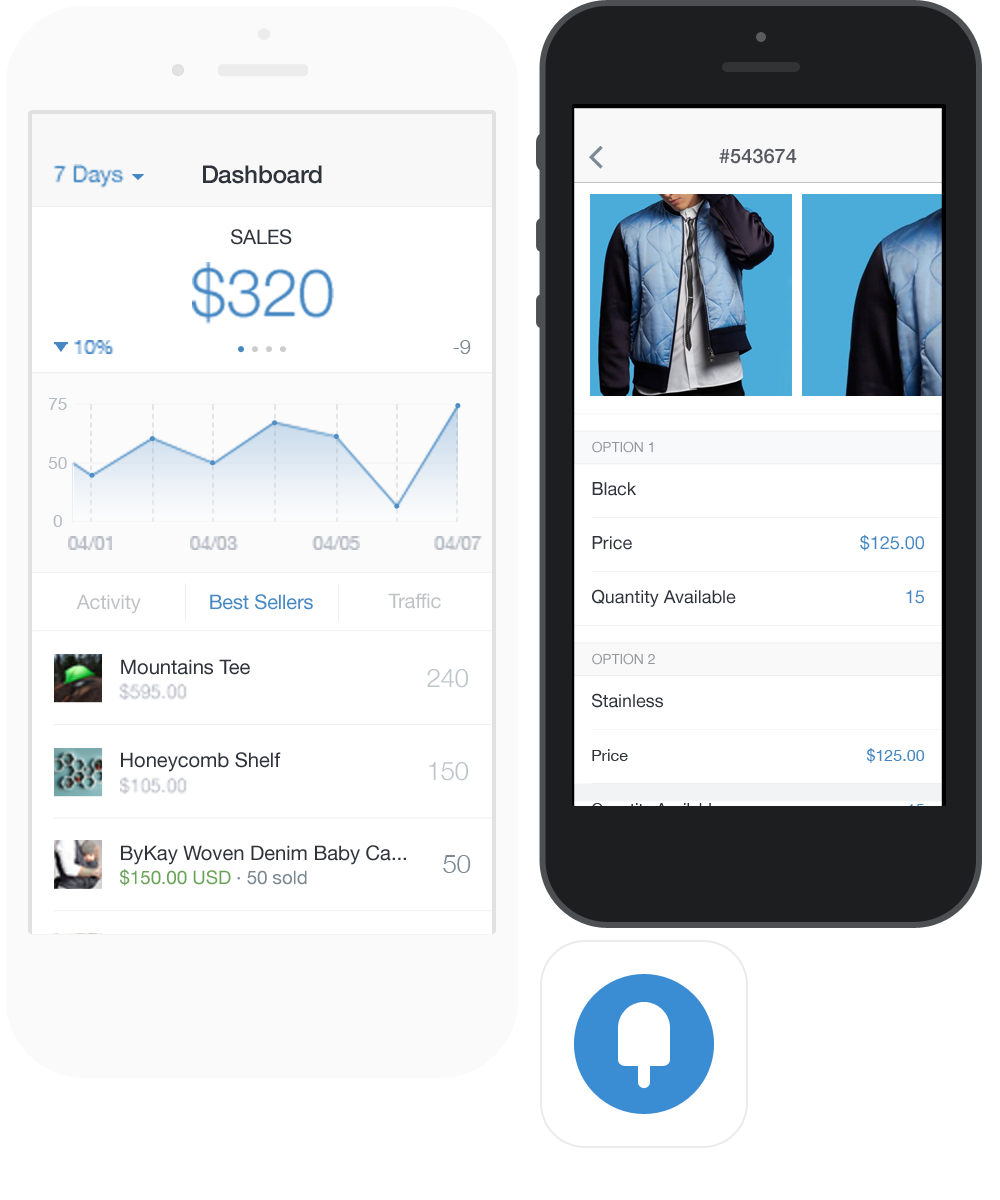 7 Days
Dashboard
SALES
$320
10%
-9
75
50
0
04/01
04/03
04/05
04/07
Activity
Best Sellers
Traffic
Mountains Tee
$595.00
240
Honeycomb Shelf
$105.00
150
ByKay Woven Denim Baby Ca...
$150.00 USD · 50 sold
50
#543674
OPTION 1
Black
Price
$125.00
Quantity Available
15
OPTION 2
Stainless
Price
$125.00